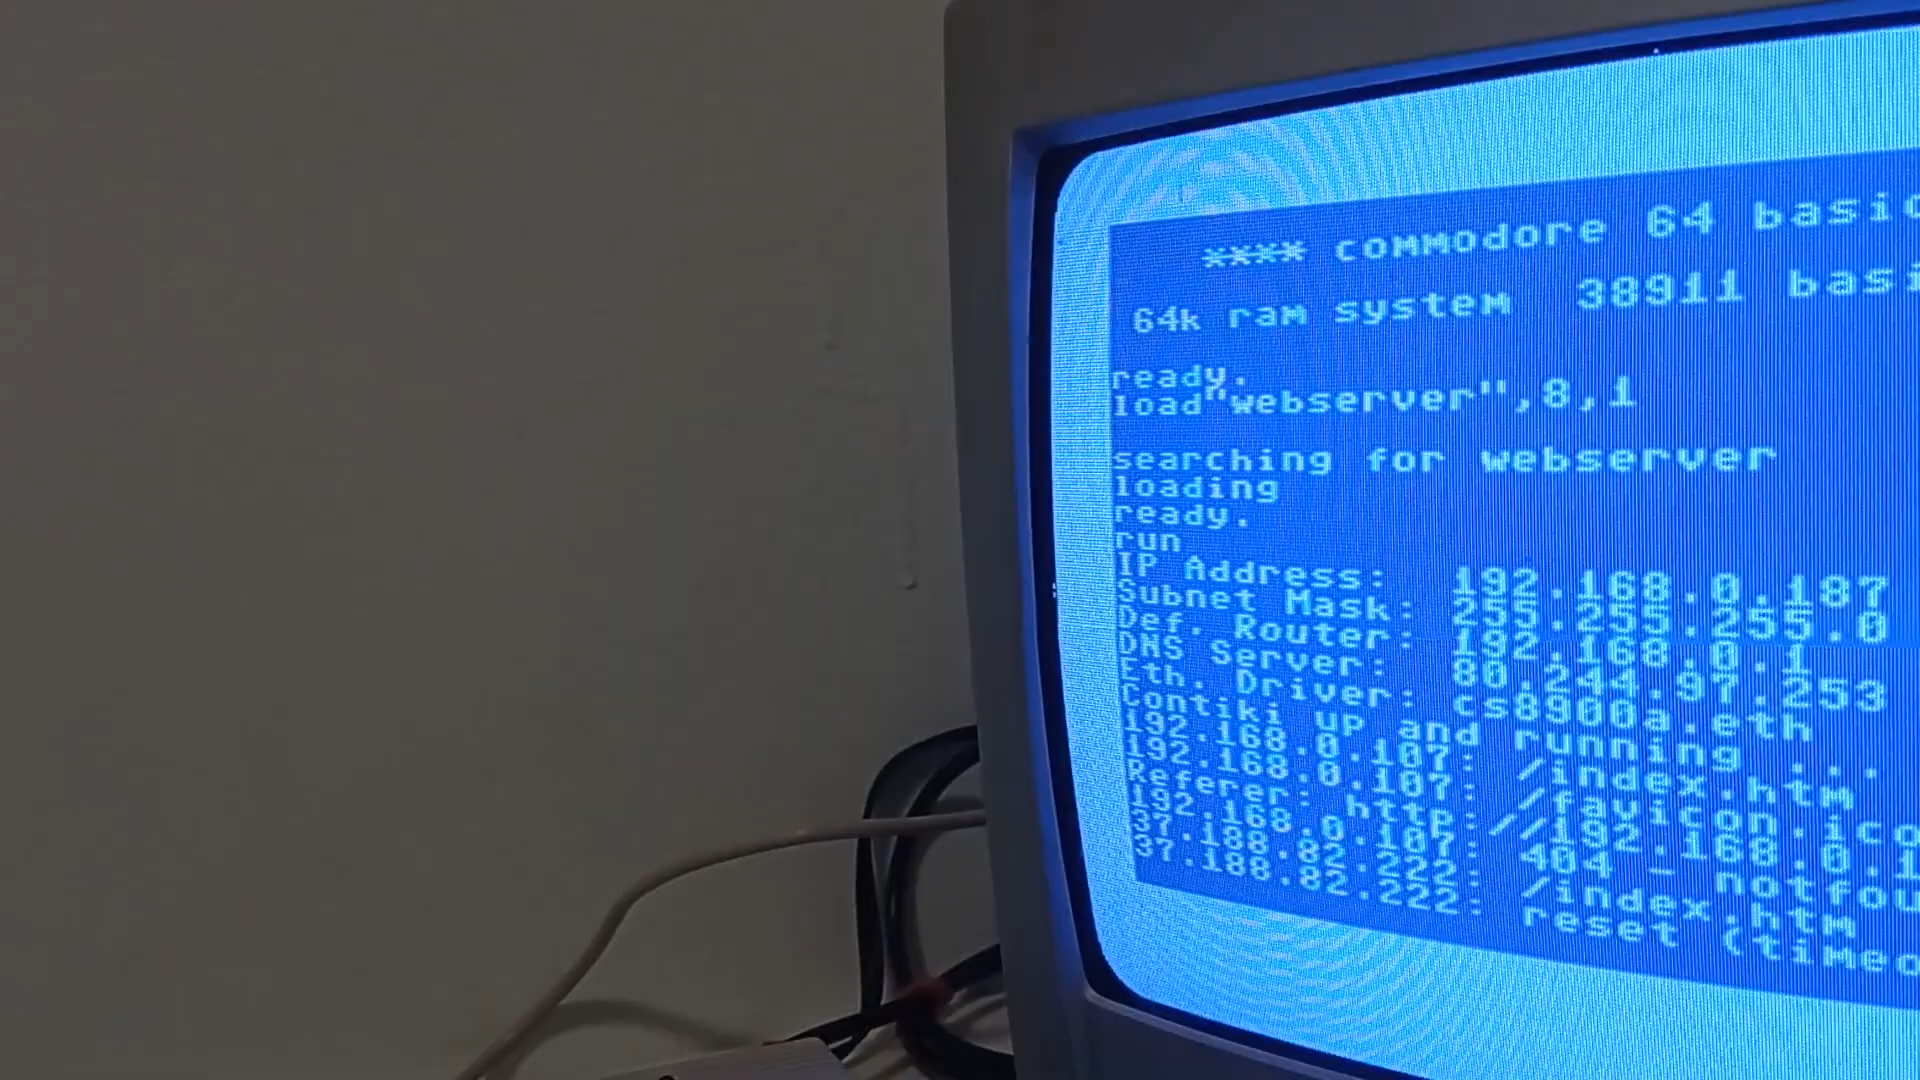 **** commodore 64 basic
64k ram system 38911 basi
ready.
load"webserver",8,1
searching for webserver
loading
ready.
run
IP Address: 192.168.0.187
Subnet Mask: 255.255.255.0
Def. Router: 192.168.0.1
DNS Server: 80.244.97.253
Eth. Driver: cs8900a.eth
Contiki up and running ...
192.168.0.107: /index.htm
192.168.0.107: /favicon.ico
Referer: http://192.168.0.1
192.168.0.107: 404 - notfou
37.188.82.222: /index.htm
37.188.82.222: reset (timeo